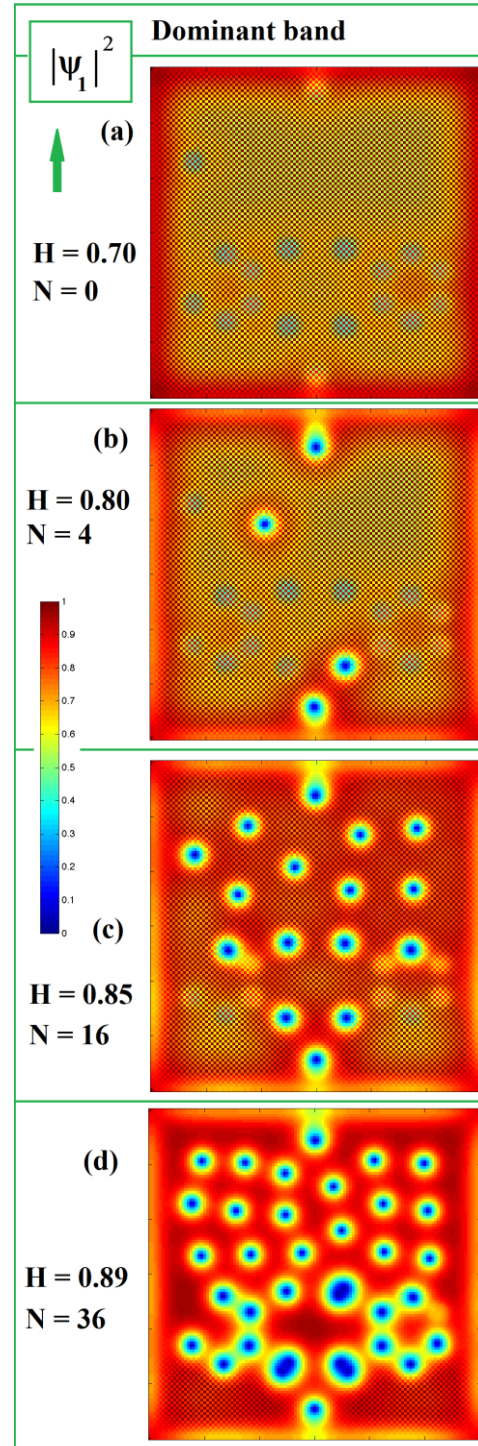 Dominant band
|ψ₁|²
(a)
H = 0.70
N = 0
(b)
H = 0.80
N = 4
1
0.9
0.8
0.7
0.6
0.5
0.4
0.3
0.2
0.1
0
(c)
H = 0.85
N = 16
(d)
H = 0.89
N = 36